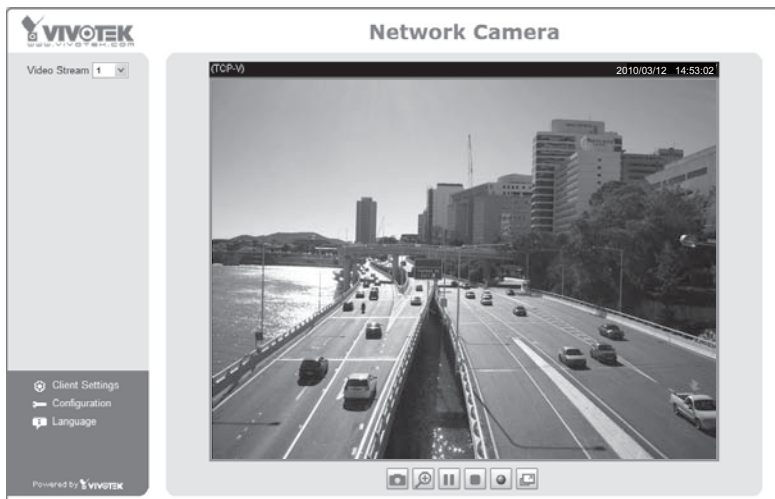 VIVOTEK
www.vivotek.com
Network Camera
Video Stream 1
(TCP-V)
2010/03/12 14:53:02
Client Settings
Configuration
Language
Powered by VIVOTEK